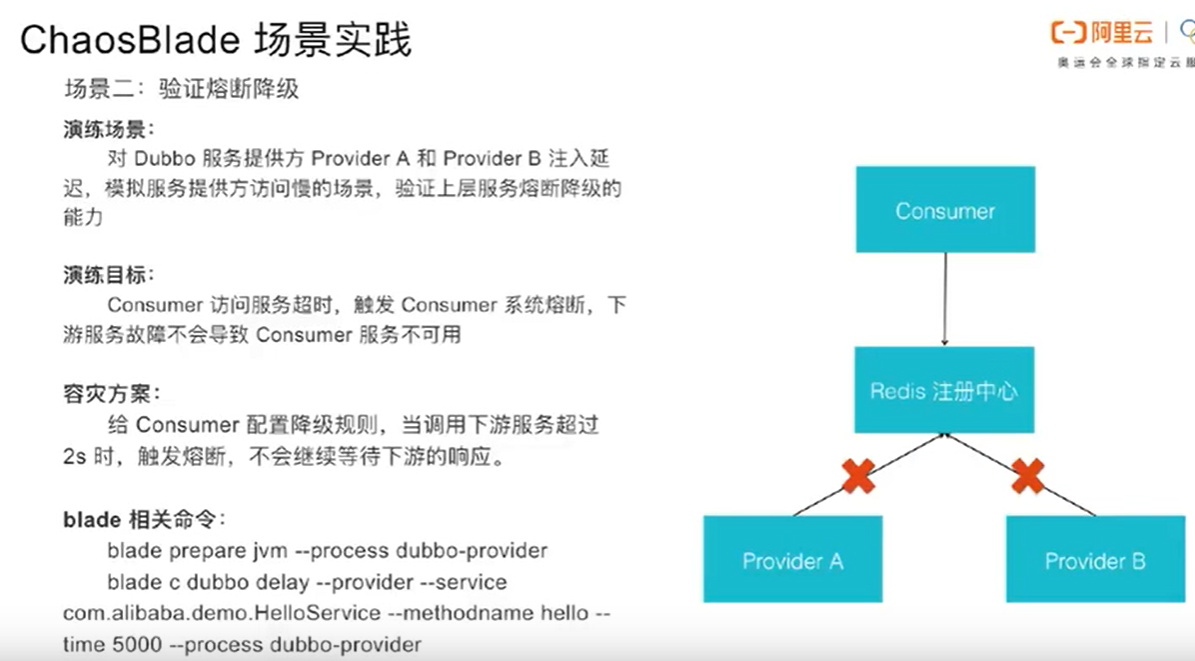 ChaosBlade 场景实践
阿里云
奥运会全球指定云服
场景二：验证熔断降级
演练场景：
对 Dubbo 服务提供方 Provider A 和 Provider B 注入延
迟，模拟服务提供方访问慢的场景，验证上层服务熔断降级的
能力
演练目标：
Consumer 访问服务超时，触发 Consumer 系统熔断，下
游服务故障不会导致 Consumer 服务不可用
容灾方案：
给 Consumer 配置降级规则，当调用下游服务超过
2s 时，触发熔断，不会继续等待下游的响应。
blade 相关命令：
blade prepare jvm --process dubbo-provider
blade c dubbo delay --provider --service
com.alibaba.demo.HelloService --methodname hello --
time 5000 --process dubbo-provider
Consumer
Redis 注册中心
Provider A
Provider B